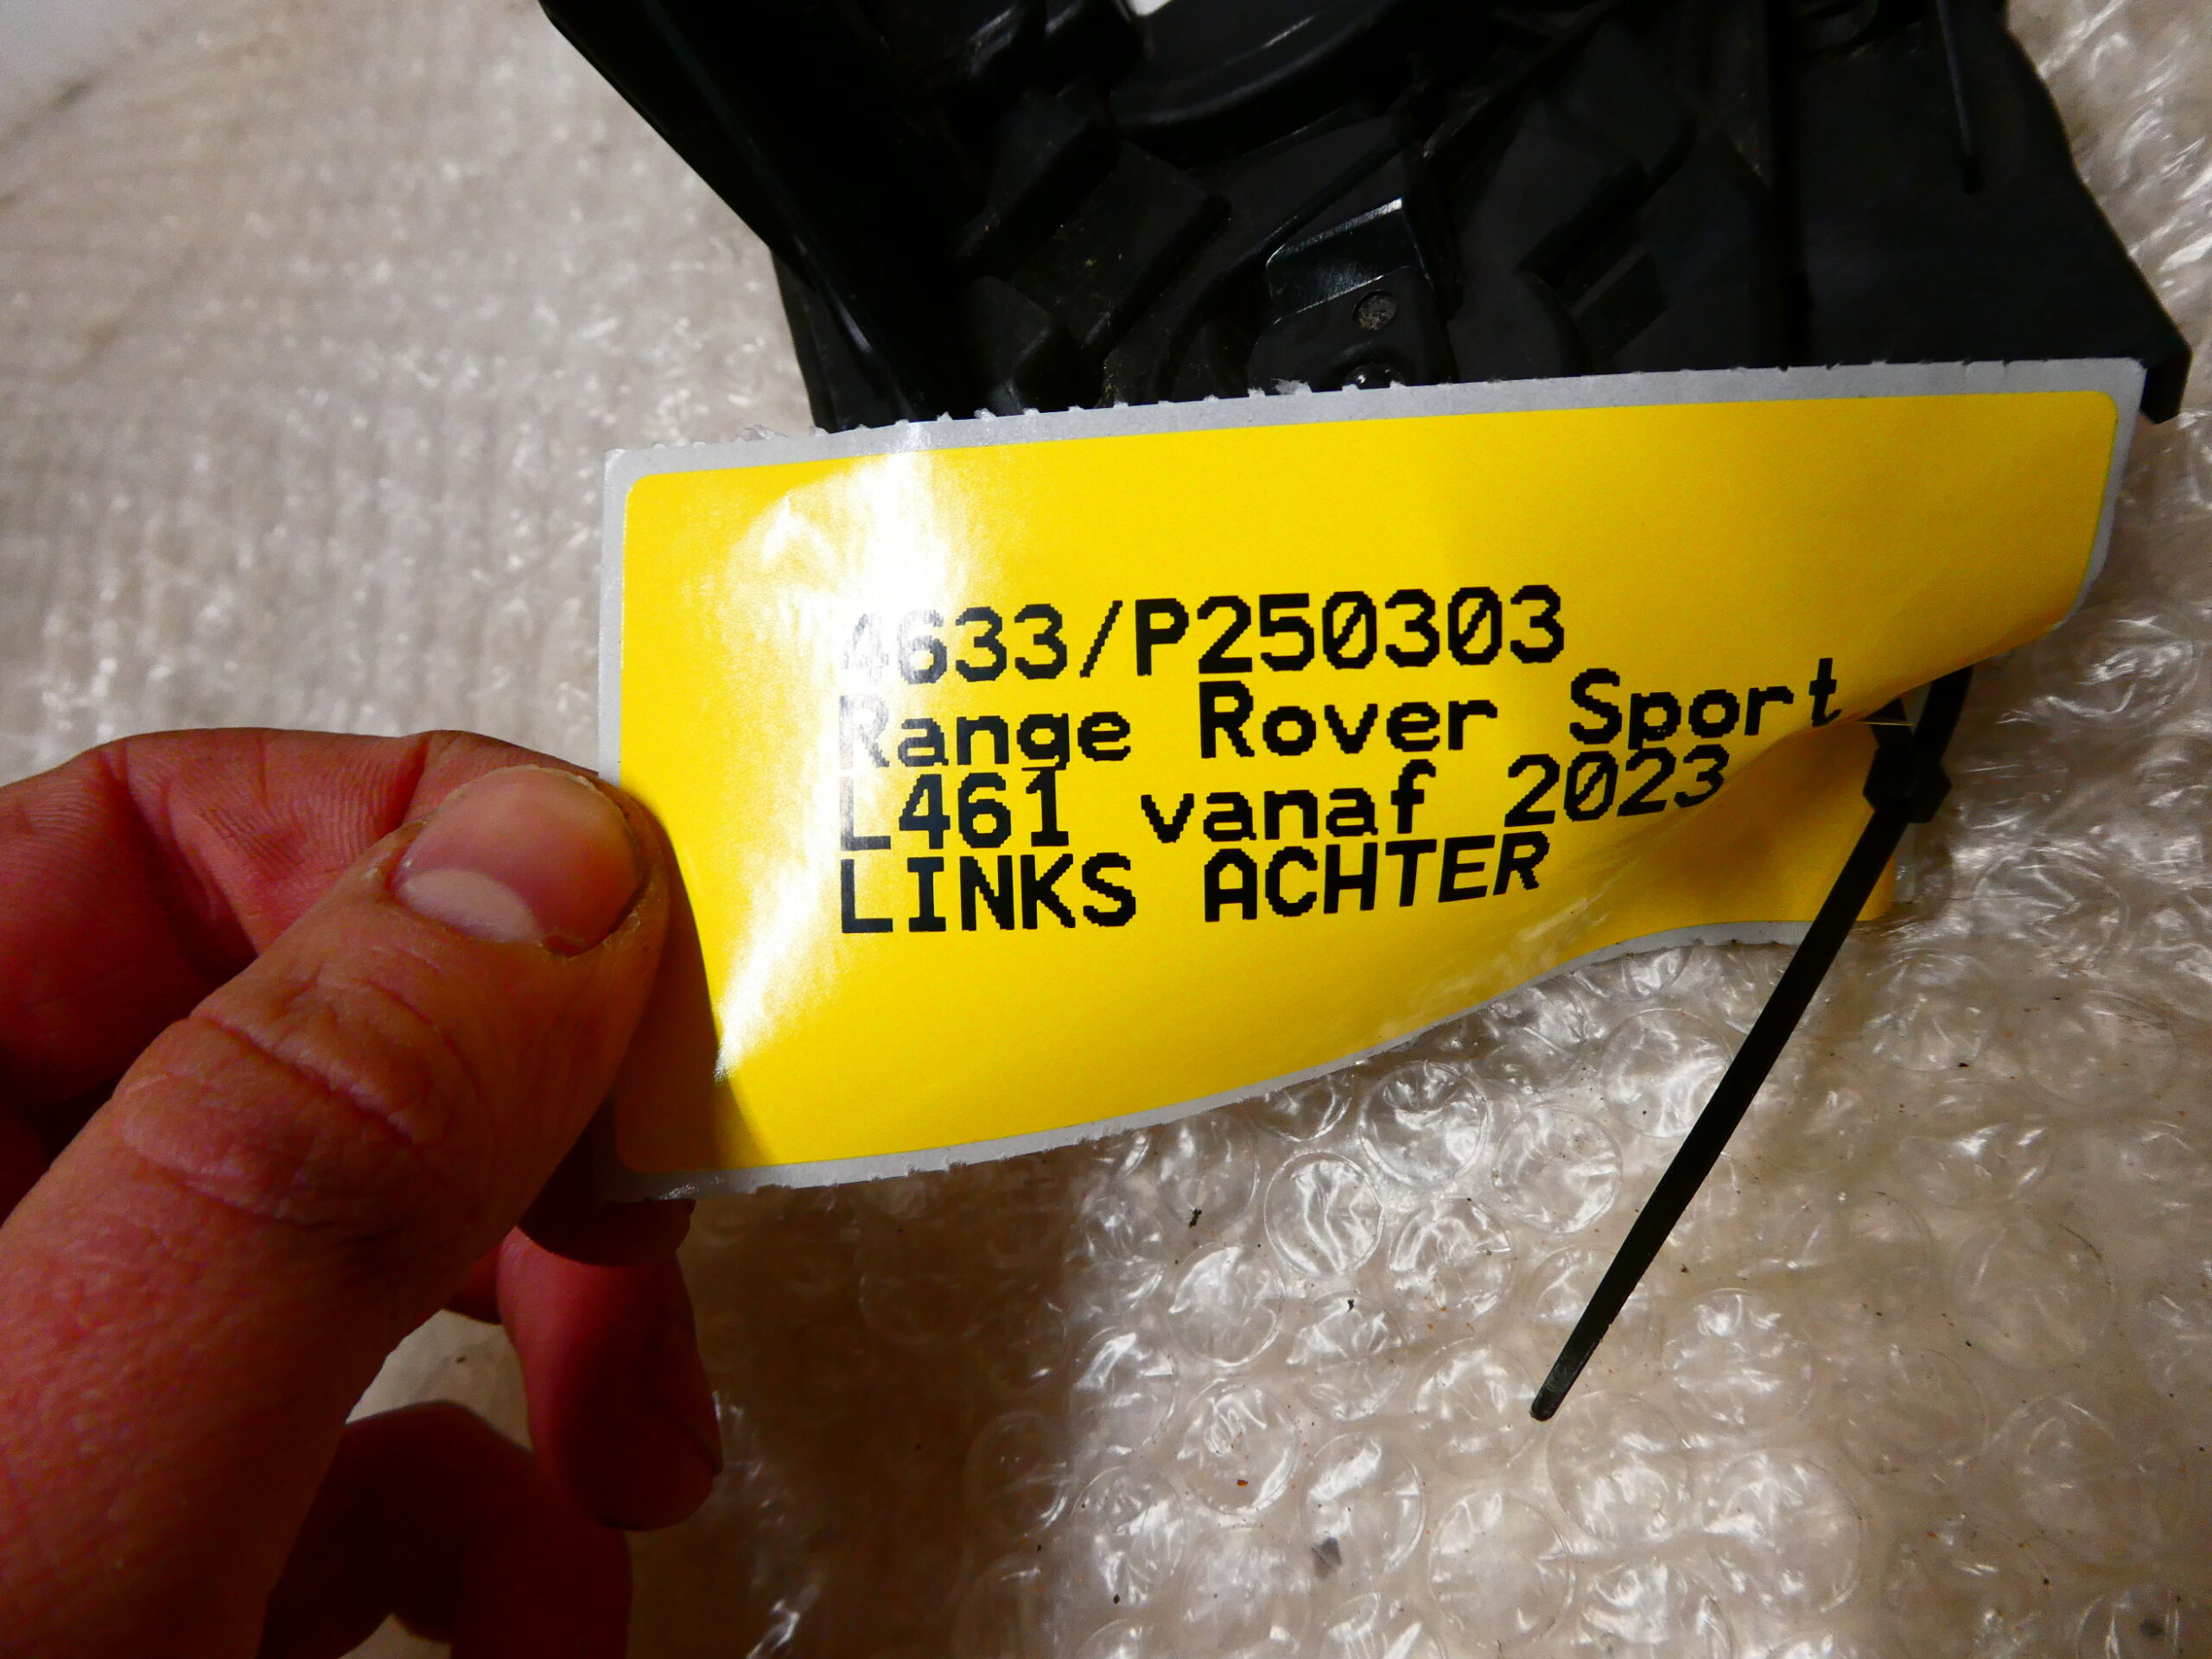 4633/P250303
Range Rover Sport
L461 vanaf 2023
LINKS ACHTER